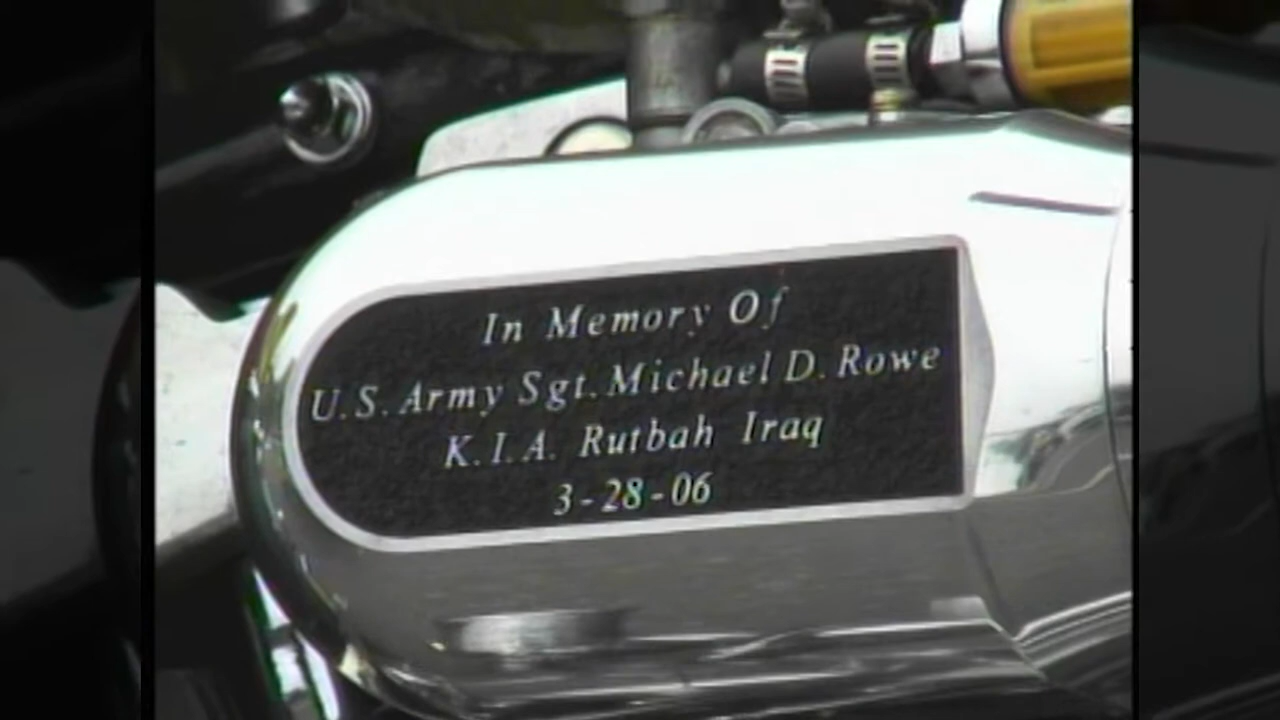 In Memory Of
U.S. Army Sgt. Michael D. Rowe
K.I.A. Rutbah Iraq
3-28-06